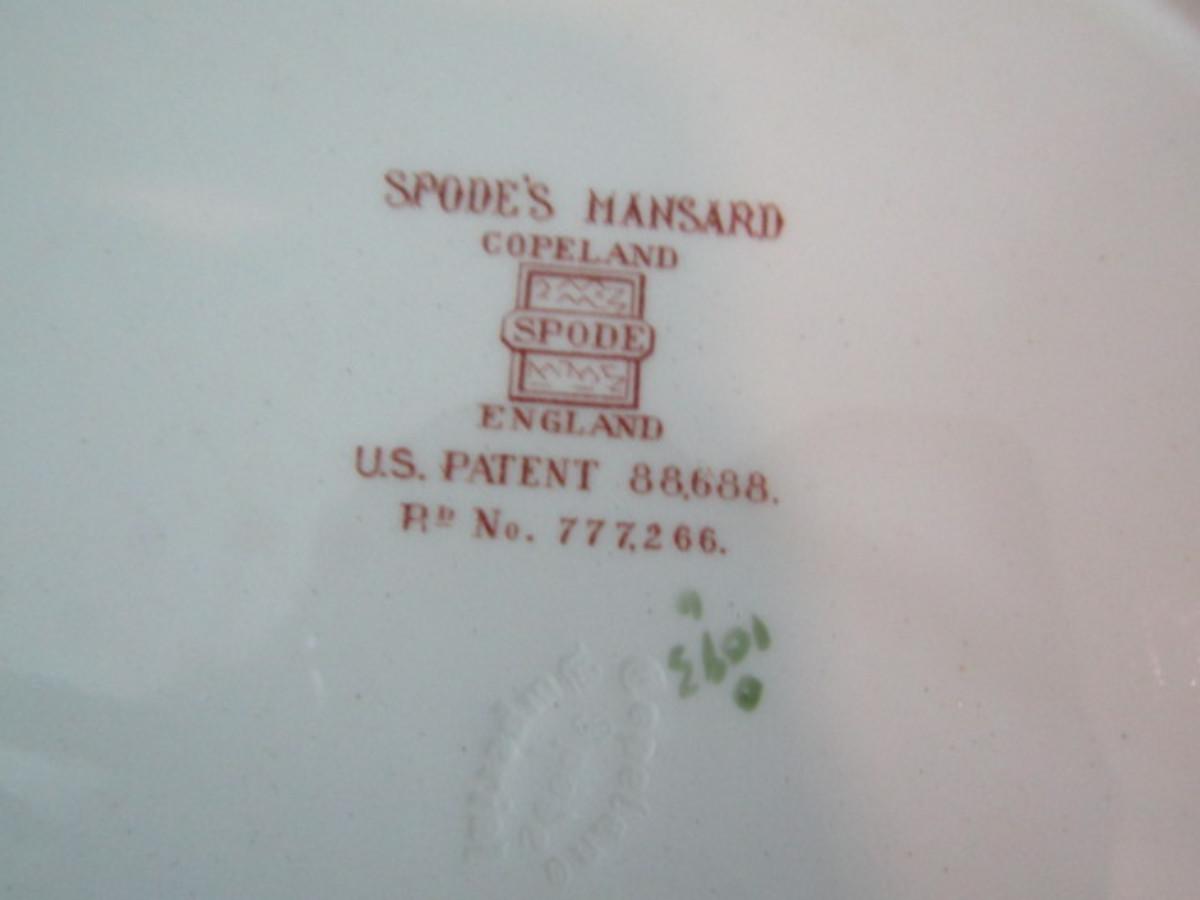 SPODE'S MANSARD
COPELAND
SPODE
ENGLAND
U.S. PATENT 88,688.
RD No. 777,266.